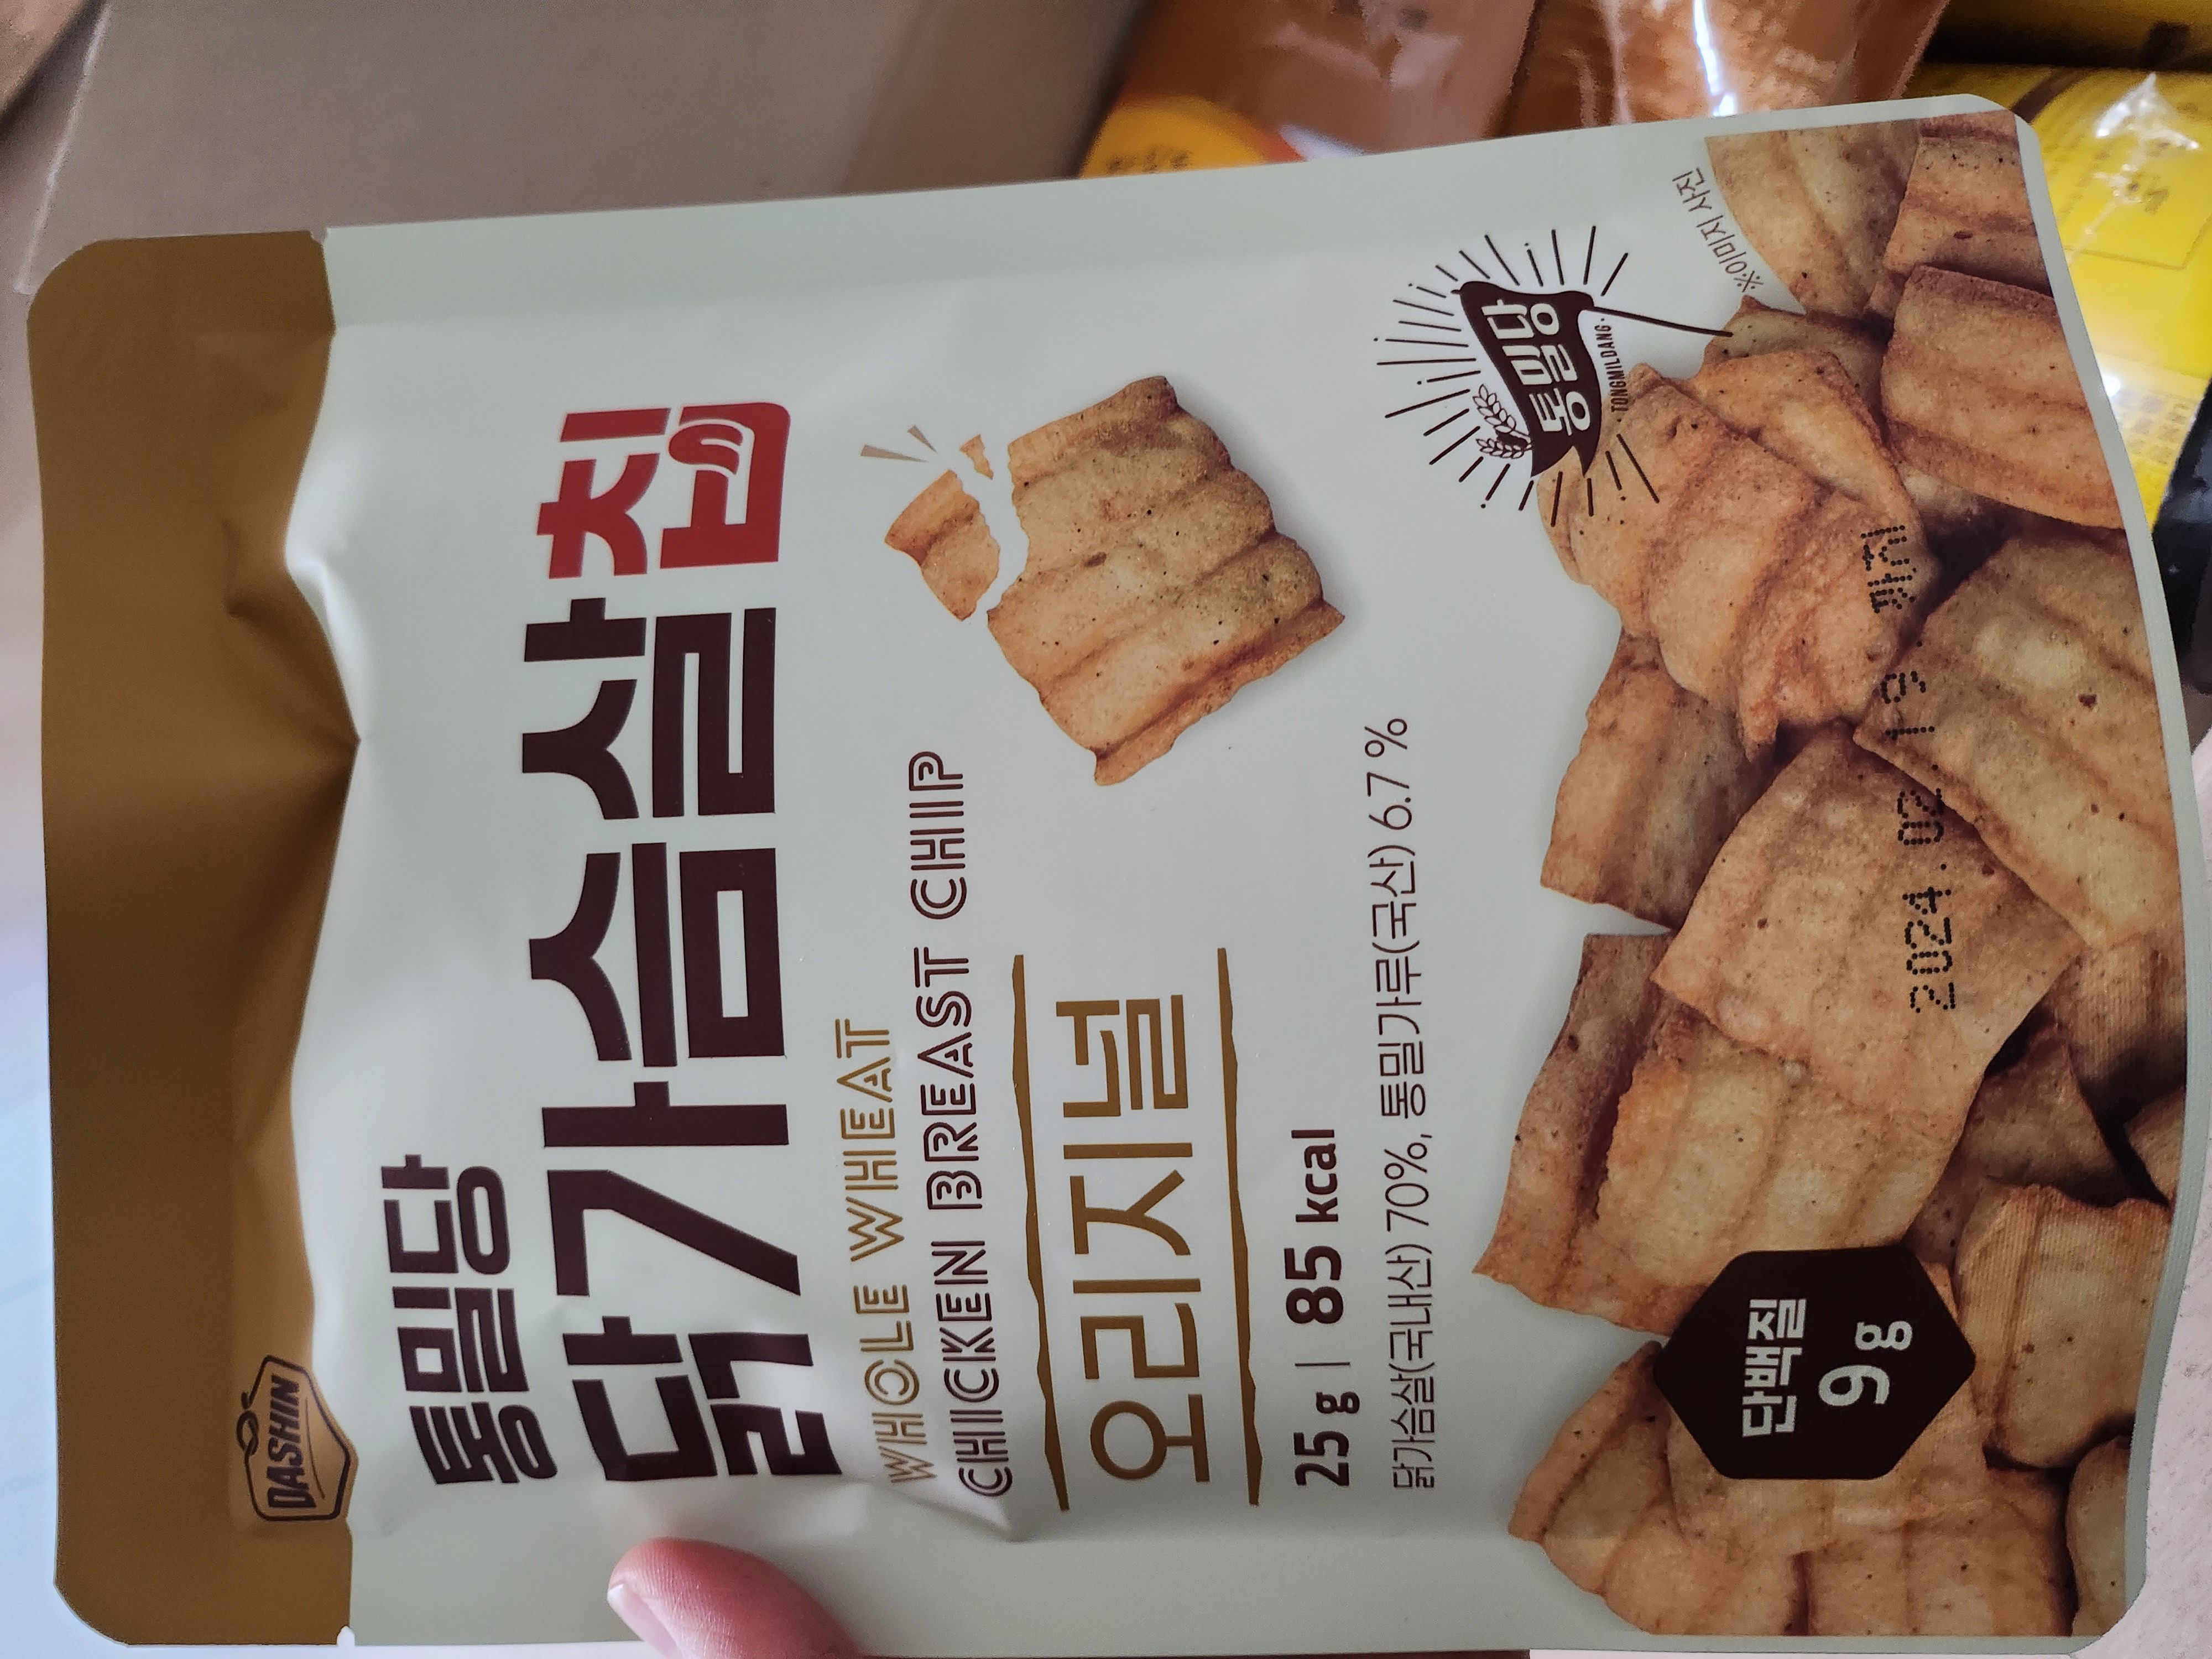 DASHIN
통밀당
닭가슴살칩
WHOLE WHEAT
CHICKEN BREAST CHIP
오리지널
25 g | 85 kcal
닭가슴살(국내산) 70%, 통밀가루(국산) 6.7 %
통밀당
TONGMILDANG
※이미지 사진
2024. 02. 19. 까지
단백질
9 g